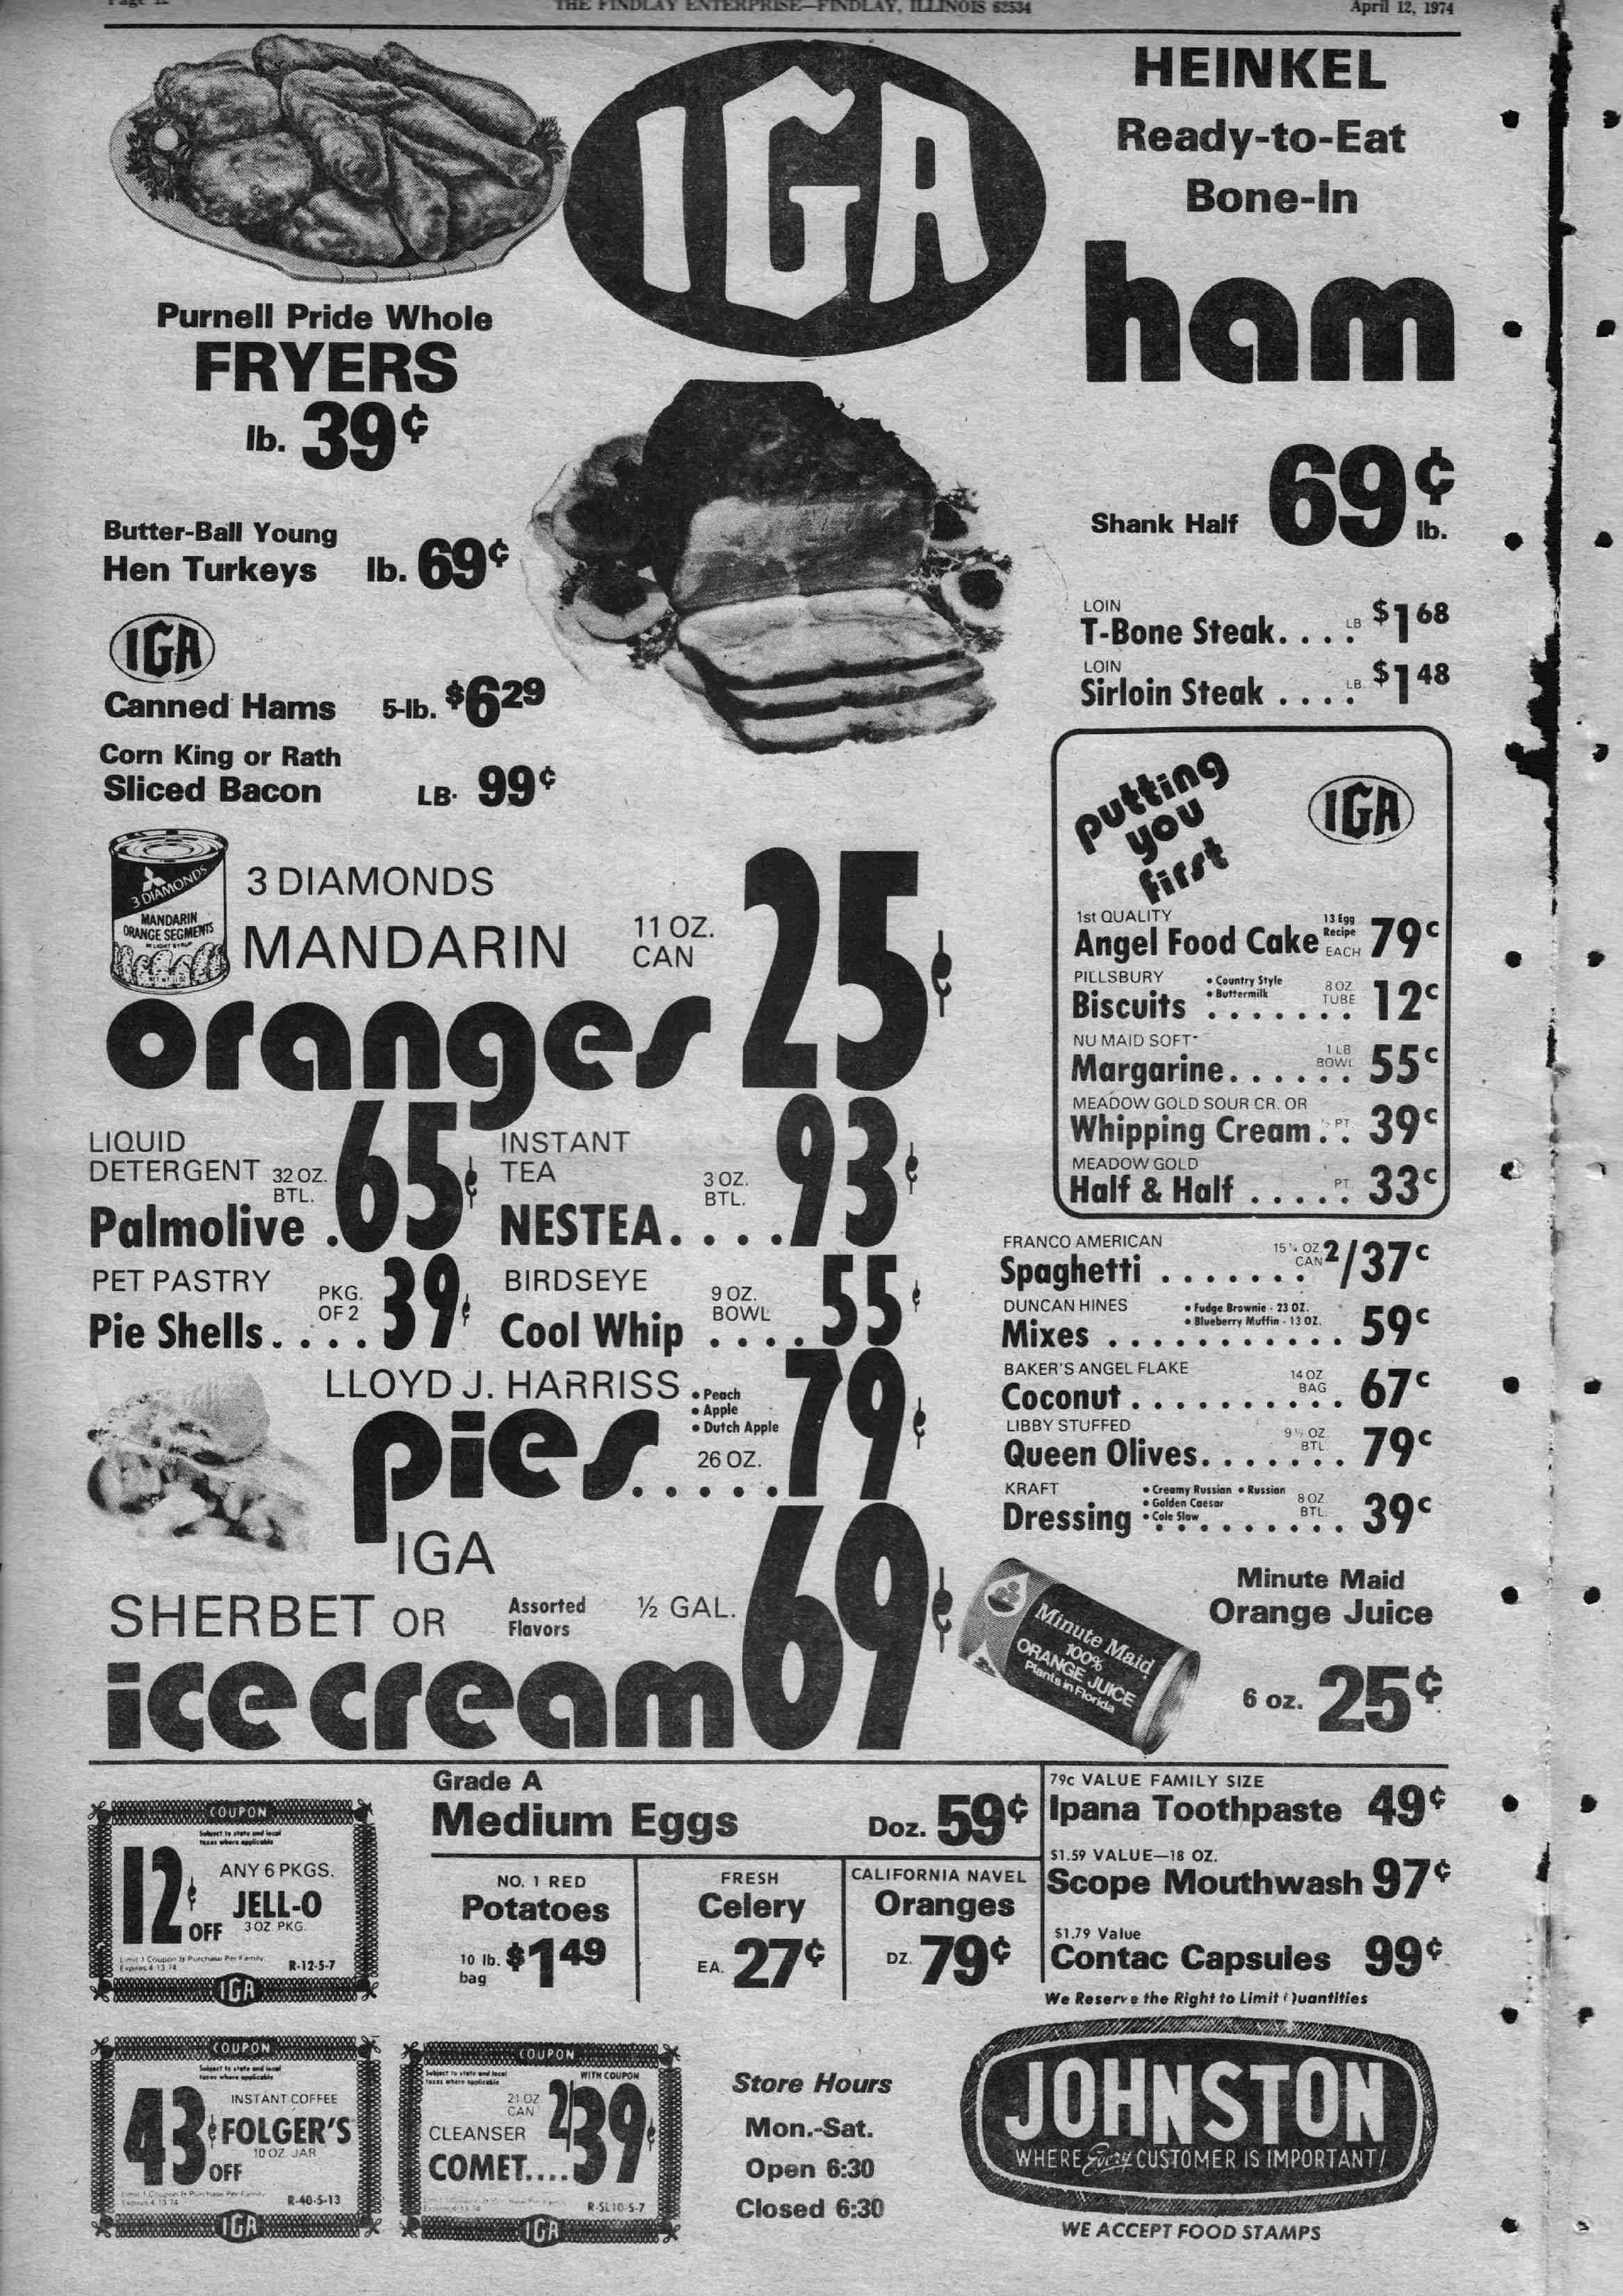 Page 12
THE FINDLAY ENTERPRISE—FINDLAY, ILLINOIS 62534
April 12, 1974
IGA
HEINKEL
Ready-to-Eat
Bone-In
ham
Shank Half 69¢ lb.
Purnell Pride Whole
FRYERS
lb. 39¢
Butter-Ball Young
Hen Turkeys lb. 69¢
IGA
Canned Hams 5-lb. $6 29
Corn King or Rath
Sliced Bacon LB. 99¢
LOIN
T-Bone Steak. . . . LB $1 68
LOIN
Sirloin Steak . . . . LB. $1 48
putting
you
first
IGA
1st QUALITY
Angel Food Cake 13 Egg Recipe EACH 79c
PILLSBURY • Country Style • Buttermilk
Biscuits . . . . . . . 8 OZ TUBE 12c
NU MAID SOFT
Margarine. . . . . . 1 LB BOWL 55c
MEADOW GOLD SOUR CR. OR
Whipping Cream . . PT. 39c
MEADOW GOLD
Half & Half . . . . . PT. 33c
3 DIAMONDS
MANDARIN
ORANGE SEGMENTS
IN LIGHT SYRUP
3 DIAMONDS
MANDARIN 11 OZ. CAN
oranges 25¢
LIQUID
DETERGENT 32 OZ. BTL.
Palmolive . 65¢
INSTANT
TEA 3 OZ. BTL.
NESTEA. . . . 93¢
PET PASTRY PKG. OF 2
Pie Shells. . . . 39¢
BIRDSEYE 9 OZ. BOWL
Cool Whip . . . . 55¢
LLOYD J. HARRISS • Peach
• Apple
• Dutch Apple
pies 26 OZ. . . . . . 79¢
IGA
SHERBET OR Assorted Flavors ½ GAL.
ice cream 69¢
FRANCO AMERICAN
Spaghetti . . . . . . . CAN 2/37c
DUNCAN HINES • Fudge Brownie - 23 OZ.
• Blueberry Muffin - 13 OZ.
Mixes . . . . . . . . . . . 59c
BAKER'S ANGEL FLAKE
Coconut . . . . . . . . . . 14 OZ BAG 67c
LIBBY STUFFED
Queen Olives. . . . . . . 9½ OZ BTL 79c
KRAFT • Creamy Russian • Russian
• Golden Caesar
• Cole Slaw
Dressing . . . . . . . . . 8 OZ BTL 39c
Minute Maid
100%
ORANGE JUICE
Plants in Florida
Minute Maid
Orange Juice
6 oz. 25¢
COUPON
Subject to state and local
taxes where applicable
12¢ OFF
ANY 6 PKGS.
JELL-O
3 OZ. PKG.
Limit 1 Coupon & Purchase Per Family
Expires 4 13 74
R-12-5-7
IGA
Grade A
Medium Eggs Doz. 59¢
NO. 1 RED
Potatoes
10 lb. bag $1 49
FRESH
Celery
EA. 27¢
CALIFORNIA NAVEL
Oranges
DZ. 79¢
79c VALUE FAMILY SIZE
Ipana Toothpaste 49¢
$1.59 VALUE—18 OZ.
Scope Mouthwash 97¢
$1.79 Value
Contac Capsules 99¢
We Reserve the Right to Limit Quantities
COUPON
Subject to state and local
taxes where applicable
43¢ OFF
INSTANT COFFEE
FOLGER'S
10 OZ. JAR
Limit 1 Coupon & Purchase Per Family
Expires 4 13 74
R-40-5-13
IGA
COUPON
Subject to state and local
taxes where applicable
WITH COUPON
21 OZ CAN
CLEANSER
COMET.... 2/39¢
R-SL10-5-7
IGA
Store Hours
Mon.-Sat.
Open 6:30
Closed 6:30
JOHNSTON
WHERE Every CUSTOMER IS IMPORTANT!
WE ACCEPT FOOD STAMPS